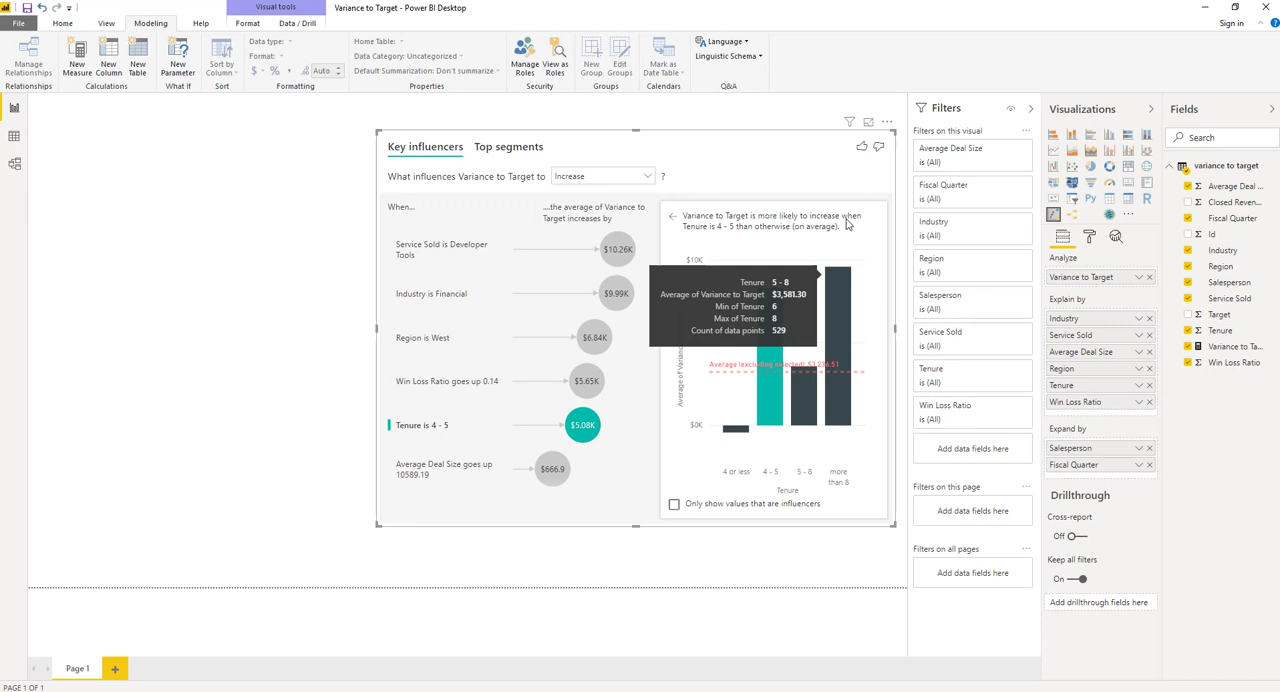 Visual tools
Variance to Target - Power BI Desktop
File
Home
View
Modeling
Help
Format
Data / Drill
Sign in
Manage
Relationships
New
Measure
New
Column
New
Table
New
Parameter
Sort by
Column
Data type:
Format:
$ % , Auto
Home Table:
Data Category: Uncategorized
Default Summarization: Don't summarize
Manage
Roles
View as
Roles
New
Group
Edit
Groups
Mark as
Date Table
Language
Linguistic Schema
Relationships
Calculations
What If
Sort
Formatting
Properties
Security
Groups
Calendars
Q&A
Key influencers
Top segments
What influences Variance to Target to
Increase
?
When...
....the average of Variance to
Target increases by
Service Sold is Developer
Tools
$10.26K
Industry is Financial
$9.99K
Region is West
$6.84K
Win Loss Ratio goes up 0.14
$5.65K
Tenure is 4 - 5
$5.08K
Average Deal Size goes up
10589.19
$666.9
Variance to Target is more likely to increase when
Tenure is 4 - 5 than otherwise (on average).
$10K
Tenure 5 - 8
Average of Variance to Target $3,581.30
Min of Tenure 6
Max of Tenure 8
Count of data points 529
Average of Varianc
Average (excluding selected) $3,236.51
$0K
4 or less
4 - 5
5 - 8
more
than 8
Tenure
Only show values that are influencers
Filters
Filters on this visual
Average Deal Size
is (All)
Fiscal Quarter
is (All)
Industry
is (All)
Region
is (All)
Salesperson
is (All)
Service Sold
is (All)
Tenure
is (All)
Win Loss Ratio
is (All)
Add data fields here
Filters on this page
Add data fields here
Filters on all pages
Add data fields here
Visualizations
Py
R
Analyze
Variance to Target
Explain by
Industry
Service Sold
Average Deal Size
Region
Tenure
Win Loss Ratio
Expand by
Salesperson
Fiscal Quarter
Drillthrough
Cross-report
Off
Keep all filters
On
Add drillthrough fields here
Fields
Search
variance to target
Average Deal ...
Closed Reven...
Fiscal Quarter
Id
Industry
Region
Salesperson
Service Sold
Target
Tenure
Variance to Ta...
Win Loss Ratio
Page 1
PAGE 1 OF 1